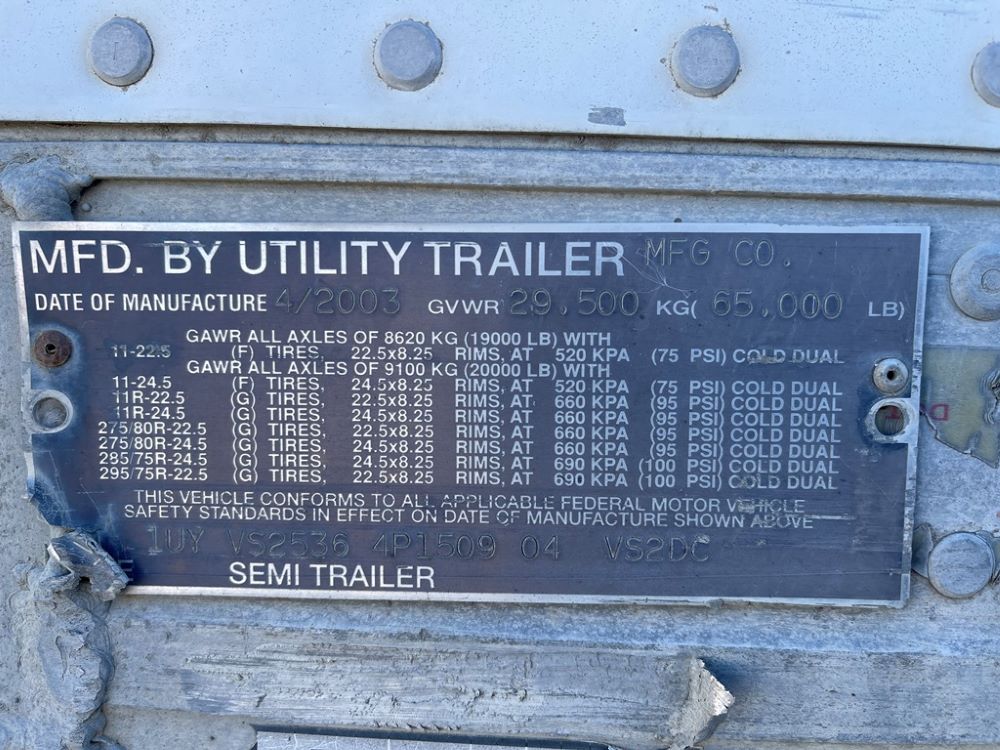 MFD. BY UTILITY TRAILER MFG CO.
DATE OF MANUFACTURE 4/2003 GVWR 29,500 KG( 65,000 LB)
GAWR ALL AXLES OF 8620 KG (19000 LB) WITH
11-22.5 (F) TIRES, 22.5x8.25 RIMS, AT 520 KPA (75 PSI) COLD DUAL
GAWR ALL AXLES OF 9100 KG (20000 LB) WITH
11-24.5 (F) TIRES, 24.5x8.25 RIMS, AT 520 KPA (75 PSI) COLD DUAL
11R-22.5 (G) TIRES, 22.5x8.25 RIMS, AT 660 KPA (95 PSI) COLD DUAL
11R-24.5 (G) TIRES, 24.5x8.25 RIMS, AT 660 KPA (95 PSI) COLD DUAL
275/80R-22.5 (G) TIRES, 22.5x8.25 RIMS, AT 660 KPA (95 PSI) COLD DUAL
275/80R-24.5 (G) TIRES, 24.5x8.25 RIMS, AT 660 KPA (95 PSI) COLD DUAL
285/75R-24.5 (G) TIRES, 24.5x8.25 RIMS, AT 690 KPA (100 PSI) COLD DUAL
295/75R-22.5 (G) TIRES, 22.5x8.25 RIMS, AT 690 KPA (100 PSI) COLD DUAL
THIS VEHICLE CONFORMS TO ALL APPLICABLE FEDERAL MOTOR VEHICLE
SAFETY STANDARDS IN EFFECT ON DATE OF MANUFACTURE SHOWN ABOVE
1UY VS2536 4P1509 04 VS2DC
SEMI TRAILER